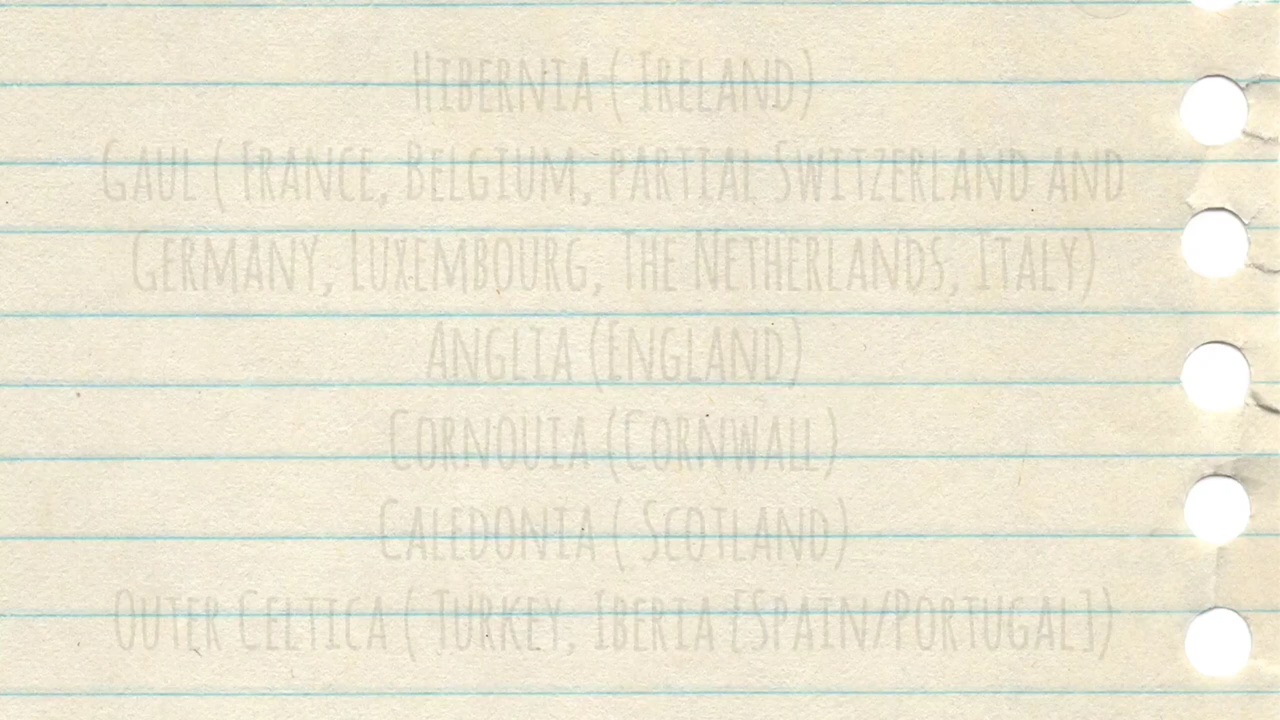 Hibernia ( Ireland)
Gaul ( France, Belgium, partial Switzerland and
Germany, Luxembourg, The Netherlands, Italy)
Anglia (England)
Cornouia (Cornwall)
Caledonia ( Scotland)
Outer Celtica ( Turkey, Iberia [Spain/Portugal])